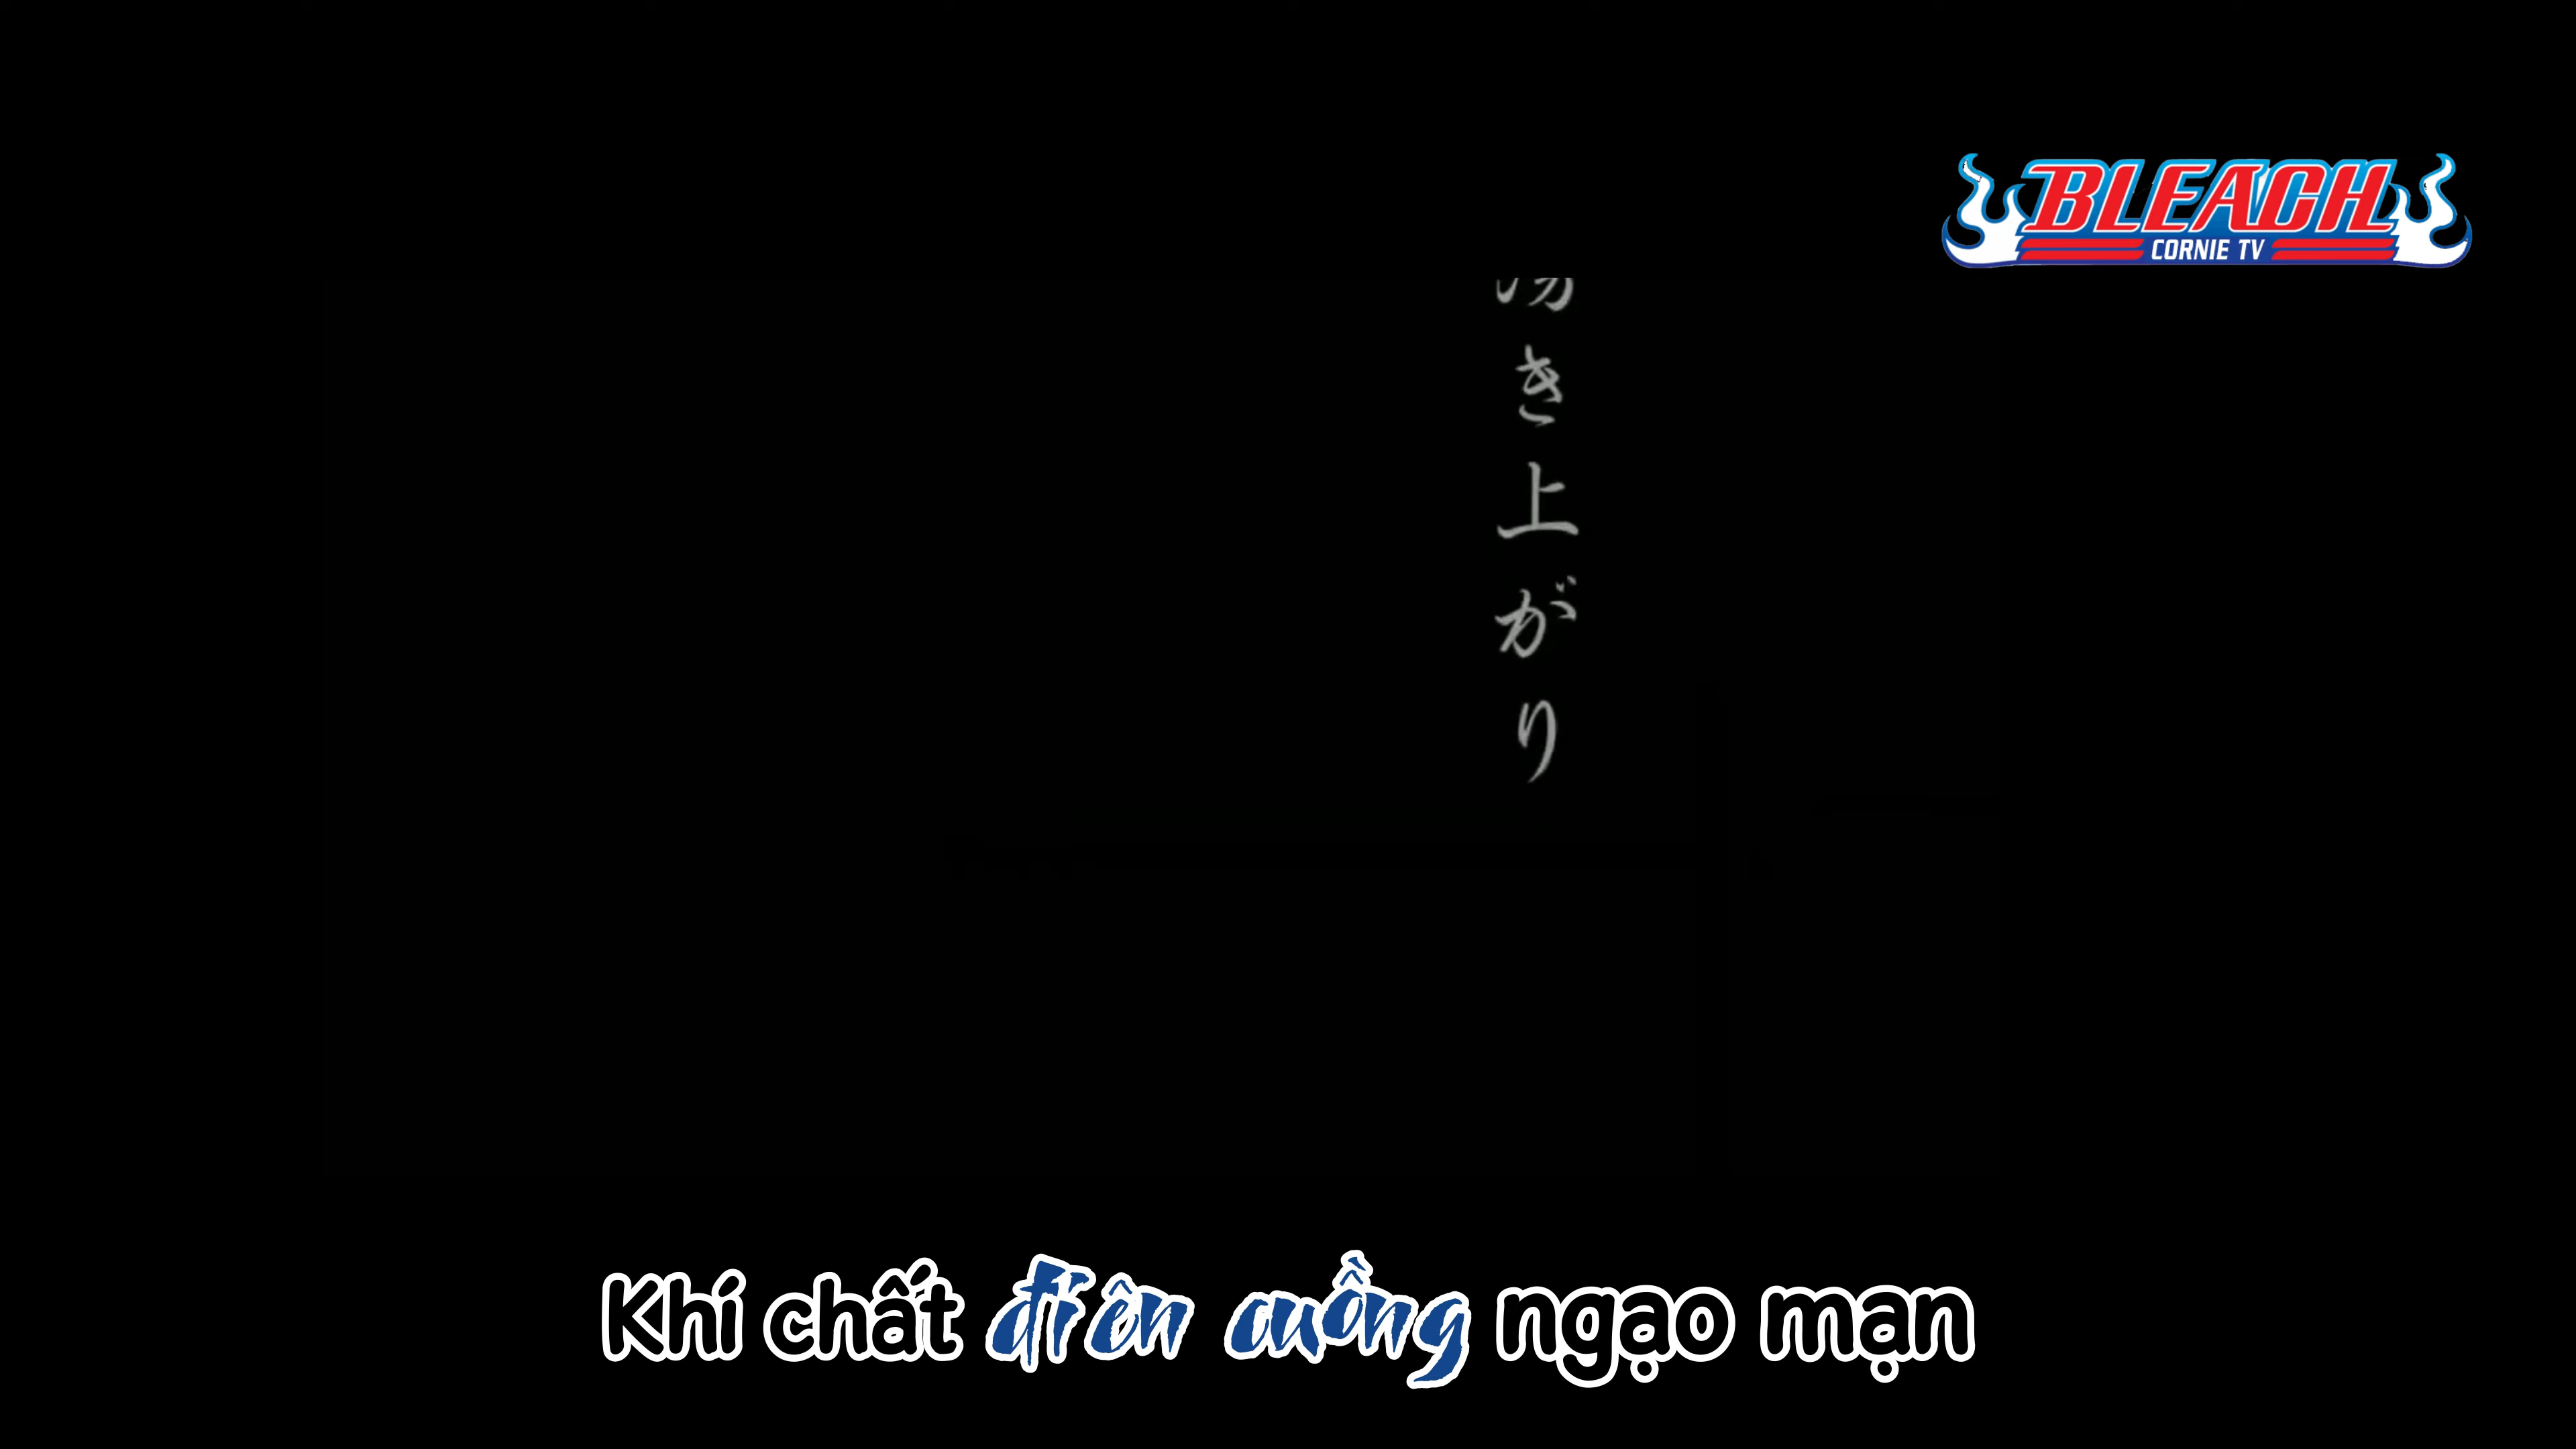 BLEACH
CORNIE TV
き上がり
Khí chất điên cuồng ngạo mạn